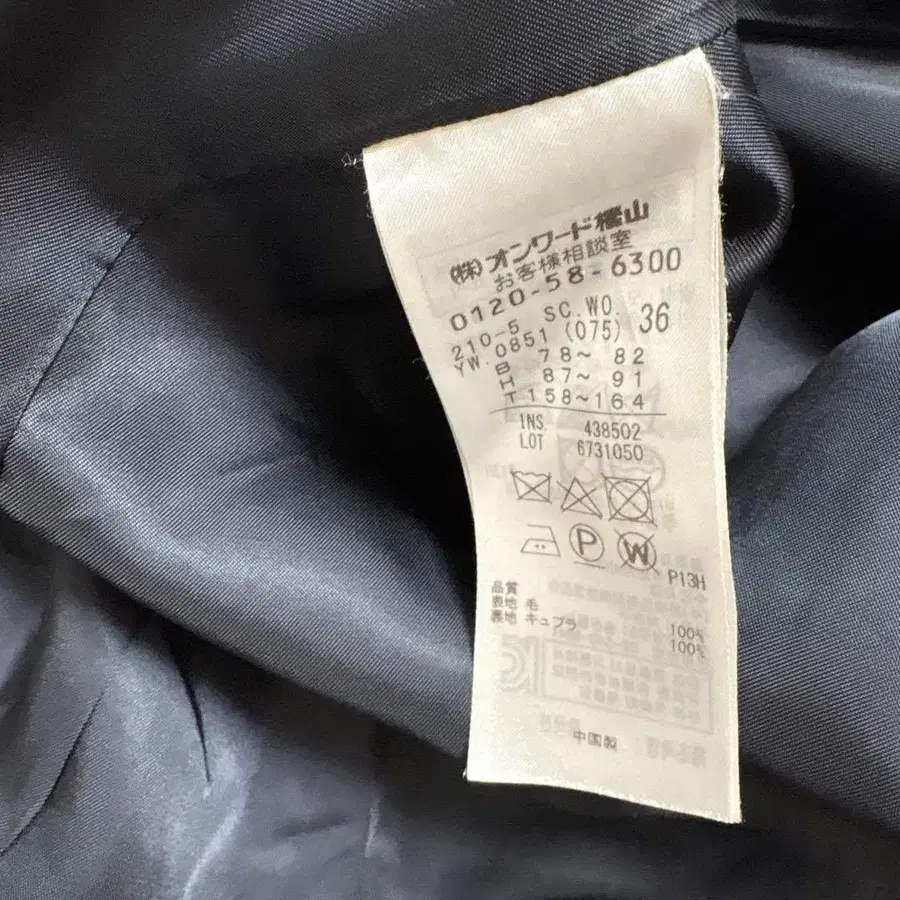 (株)オンワード樫山
お客様相談室
0120-58-6300
210-5 SC.WO.
YW.0851 (075) 36
B 78~ 82
H 87~ 91
T 158~164
INS. 438502
LOT 6731050
P W
P13H
品質
表地 毛 100%
裏地 キュプラ 100%
中国製